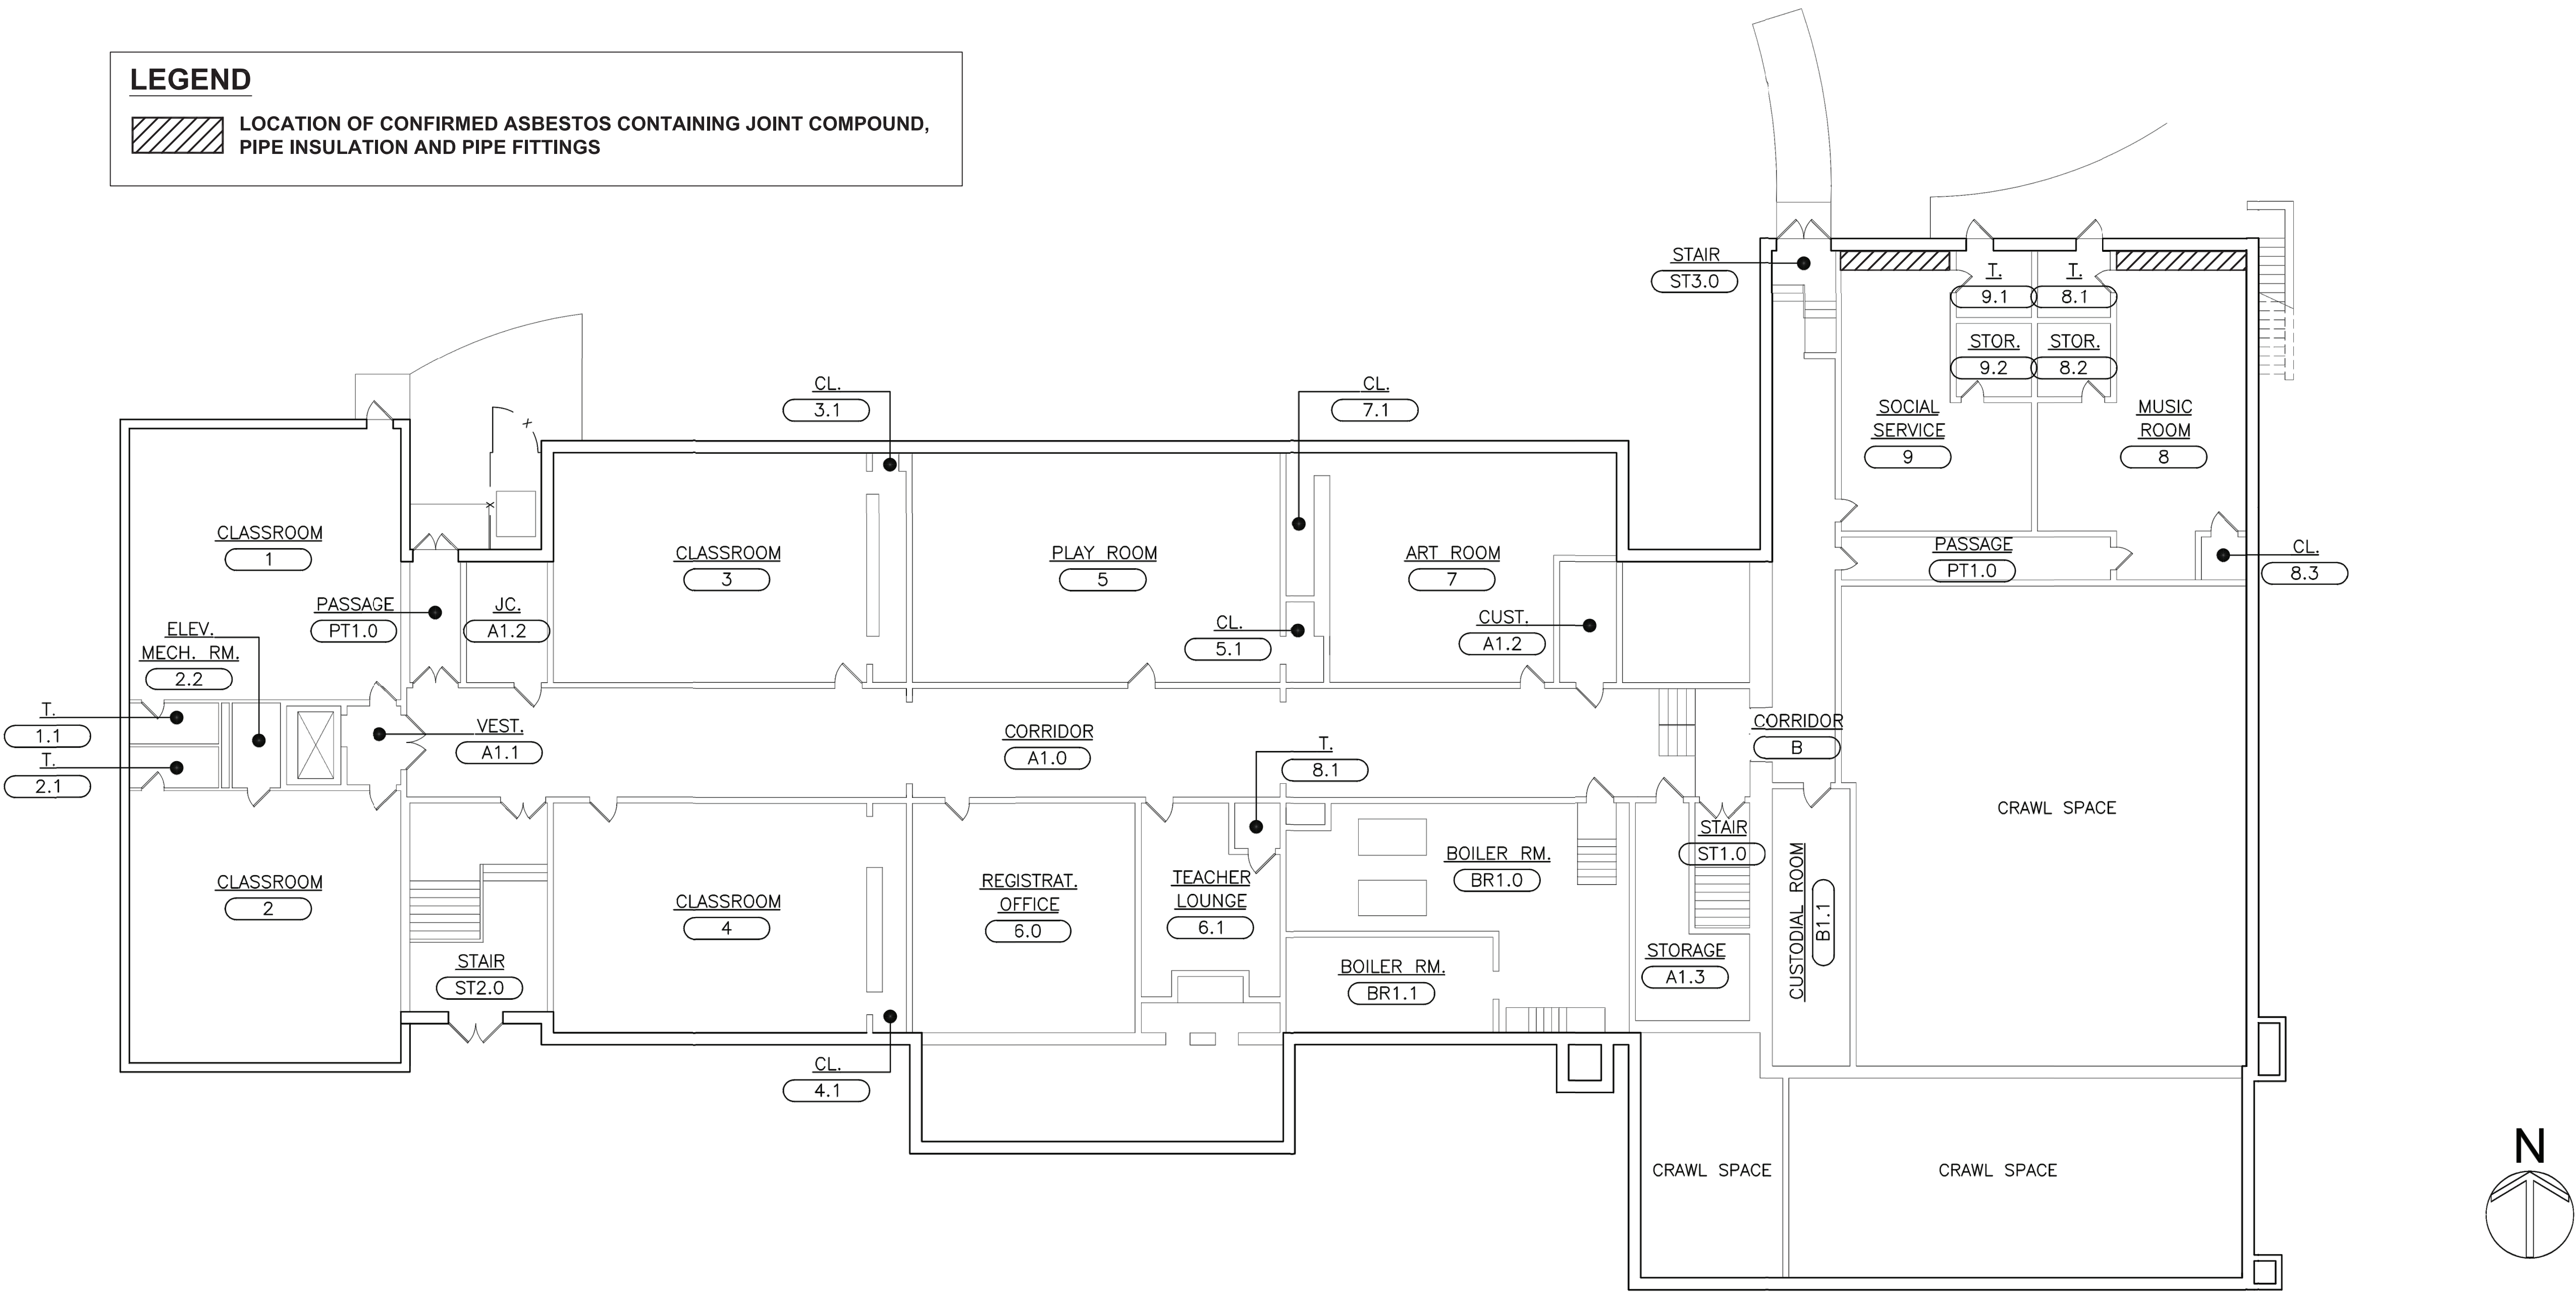 LEGEND
LOCATION OF CONFIRMED ASBESTOS CONTAINING JOINT COMPOUND,
PIPE INSULATION AND PIPE FITTINGS
STAIR
ST3.0
T.
9.1
T.
8.1
STOR.
9.2
STOR.
8.2
SOCIAL
SERVICE
9
MUSIC
ROOM
8
CL.
3.1
CL.
7.1
CLASSROOM
1
CLASSROOM
3
PLAY ROOM
5
ART ROOM
7
PASSAGE
PT1.0
CL.
8.3
PASSAGE
PT1.0
JC.
A1.2
CL.
5.1
CUST.
A1.2
ELEV.
MECH. RM.
2.2
T.
1.1
T.
2.1
VEST.
A1.1
CORRIDOR
A1.0
T.
8.1
CORRIDOR
B
CRAWL SPACE
CLASSROOM
2
STAIR
ST2.0
CLASSROOM
4
REGISTRAT.
OFFICE
6.0
TEACHER
LOUNGE
6.1
BOILER RM.
BR1.0
BOILER RM.
BR1.1
STAIR
ST1.0
STORAGE
A1.3
CUSTODIAL ROOM
B1.1
CL.
4.1
CRAWL SPACE
CRAWL SPACE
N